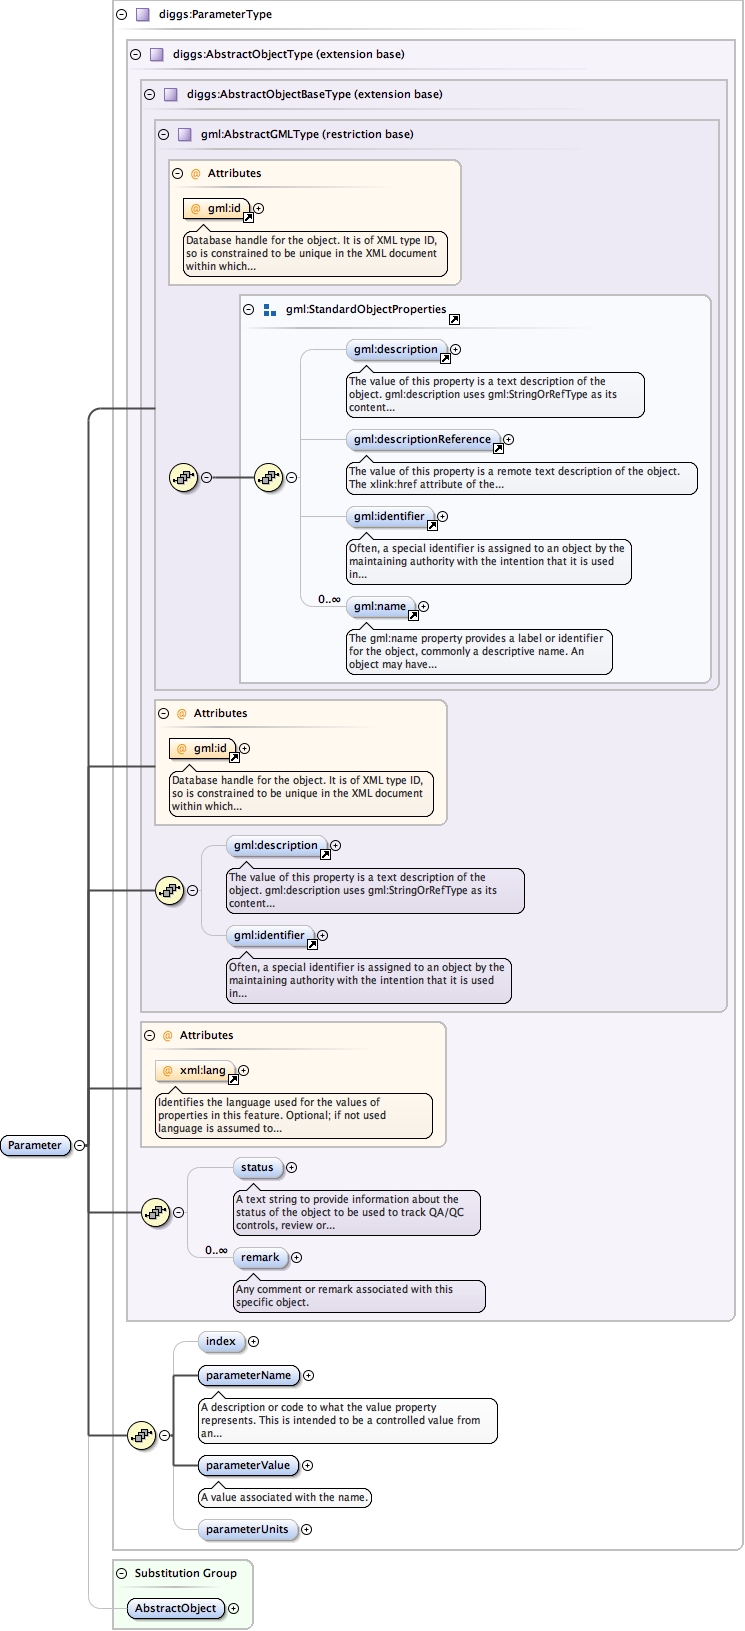 diggs:ParameterType
diggs:AbstractObjectType (extension base)
diggs:AbstractObjectBaseType (extension base)
gml:AbstractGMLType (restriction base)
@ Attributes
@ gml:id
Database handle for the object. It is of XML type ID,
so is constrained to be unique in the XML document
within which...
gml:StandardObjectProperties
gml:description
The value of this property is a text description of the
object. gml:description uses gml:StringOrRefType as its
content...
gml:descriptionReference
The value of this property is a remote text description of the object.
The xlink:href attribute of the...
gml:identifier
Often, a special identifier is assigned to an object by the
maintaining authority with the intention that it is used
in...
0..∞
gml:name
The gml:name property provides a label or identifier
for the object, commonly a descriptive name. An
object may have...
@ Attributes
@ gml:id
Database handle for the object. It is of XML type ID,
so is constrained to be unique in the XML document
within which...
gml:description
The value of this property is a text description of the
object. gml:description uses gml:StringOrRefType as its
content...
gml:identifier
Often, a special identifier is assigned to an object by the
maintaining authority with the intention that it is used
in...
@ Attributes
@ xml:lang
Identifies the language used for the values of
properties in this feature. Optional; if not used
language is assumed to...
Parameter
status
A text string to provide information about the
status of the object to be used to track QA/QC
controls, review or...
0..∞
remark
Any comment or remark associated with this
specific object.
index
parameterName
A description or code to what the value property
represents. This is intended to be a controlled value from
an...
parameterValue
A value associated with the name.
parameterUnits
Substitution Group
AbstractObject